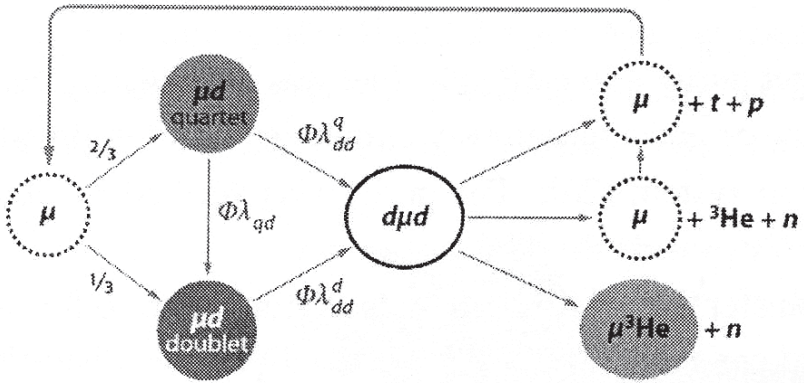 μd
quartet
μ
+ t + p
2/3
Φλ^q_dd
μ
Φλ_qd
dμd
μ
+ ³He + n
1/3
Φλ^d_dd
μd
doublet
μ³He
+ n